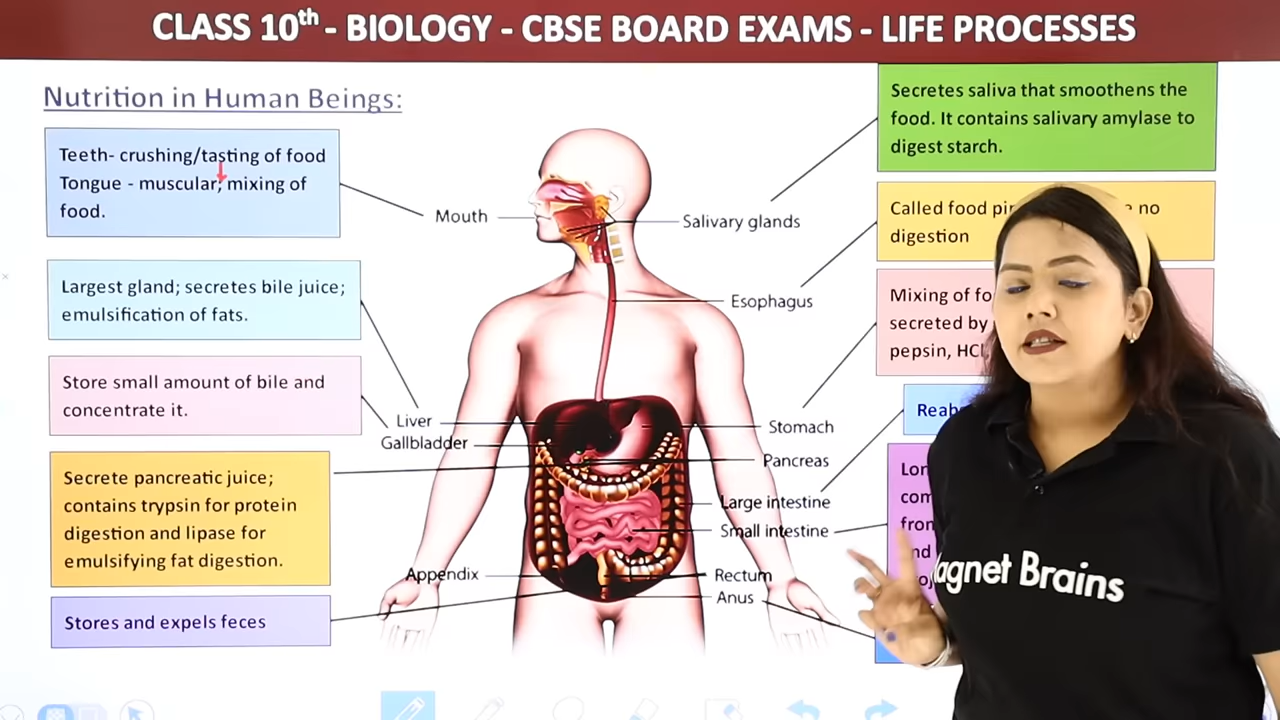 CLASS 10th - BIOLOGY - CBSE BOARD EXAMS - LIFE PROCESSES
Nutrition in Human Beings:
Teeth- crushing/tasting of food
Tongue - muscular; mixing of
food.
Largest gland; secretes bile juice;
emulsification of fats.
Store small amount of bile and
concentrate it.
Secrete pancreatic juice;
contains trypsin for protein
digestion and lipase for
emulsifying fat digestion.
Stores and expels feces
Mouth
Salivary glands
Esophagus
Liver
Gallbladder
Stomach
Pancreas
Large intestine
Small intestine
Appendix
Rectum
Anus
Secretes saliva that smoothens the
food. It contains salivary amylase to
digest starch.
Called food no
digestion
Mixing of
secreted by
pepsin, HCl,
agnet Brains